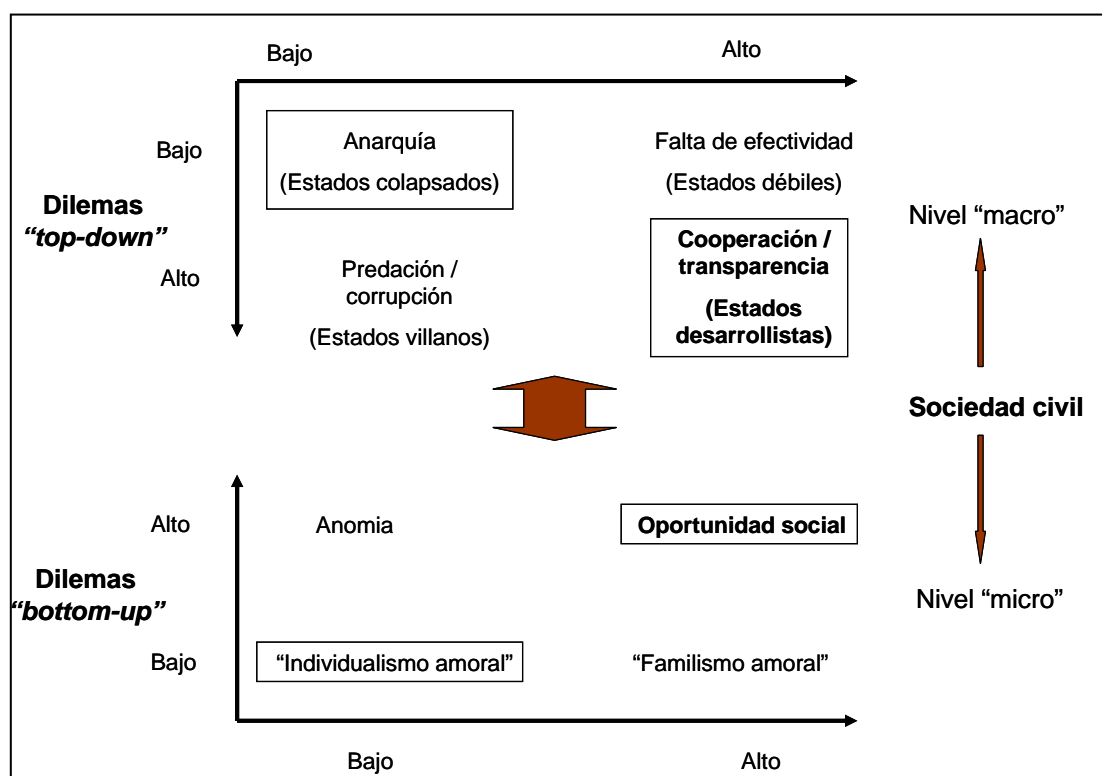 Bajo
Alto
Bajo
Anarquía
(Estados colapsados)
Falta de efectividad
(Estados débiles)
Dilemas
“top-down”
Nivel “macro”
Alto
Predación /
corrupción
(Estados villanos)
Cooperación /
transparencia
(Estados
desarrollistas)
Sociedad civil
Alto
Anomia
Oportunidad social
Dilemas
“bottom-up”
Nivel “micro”
Bajo
“Individualismo amoral”
“Familismo amoral”
Bajo
Alto